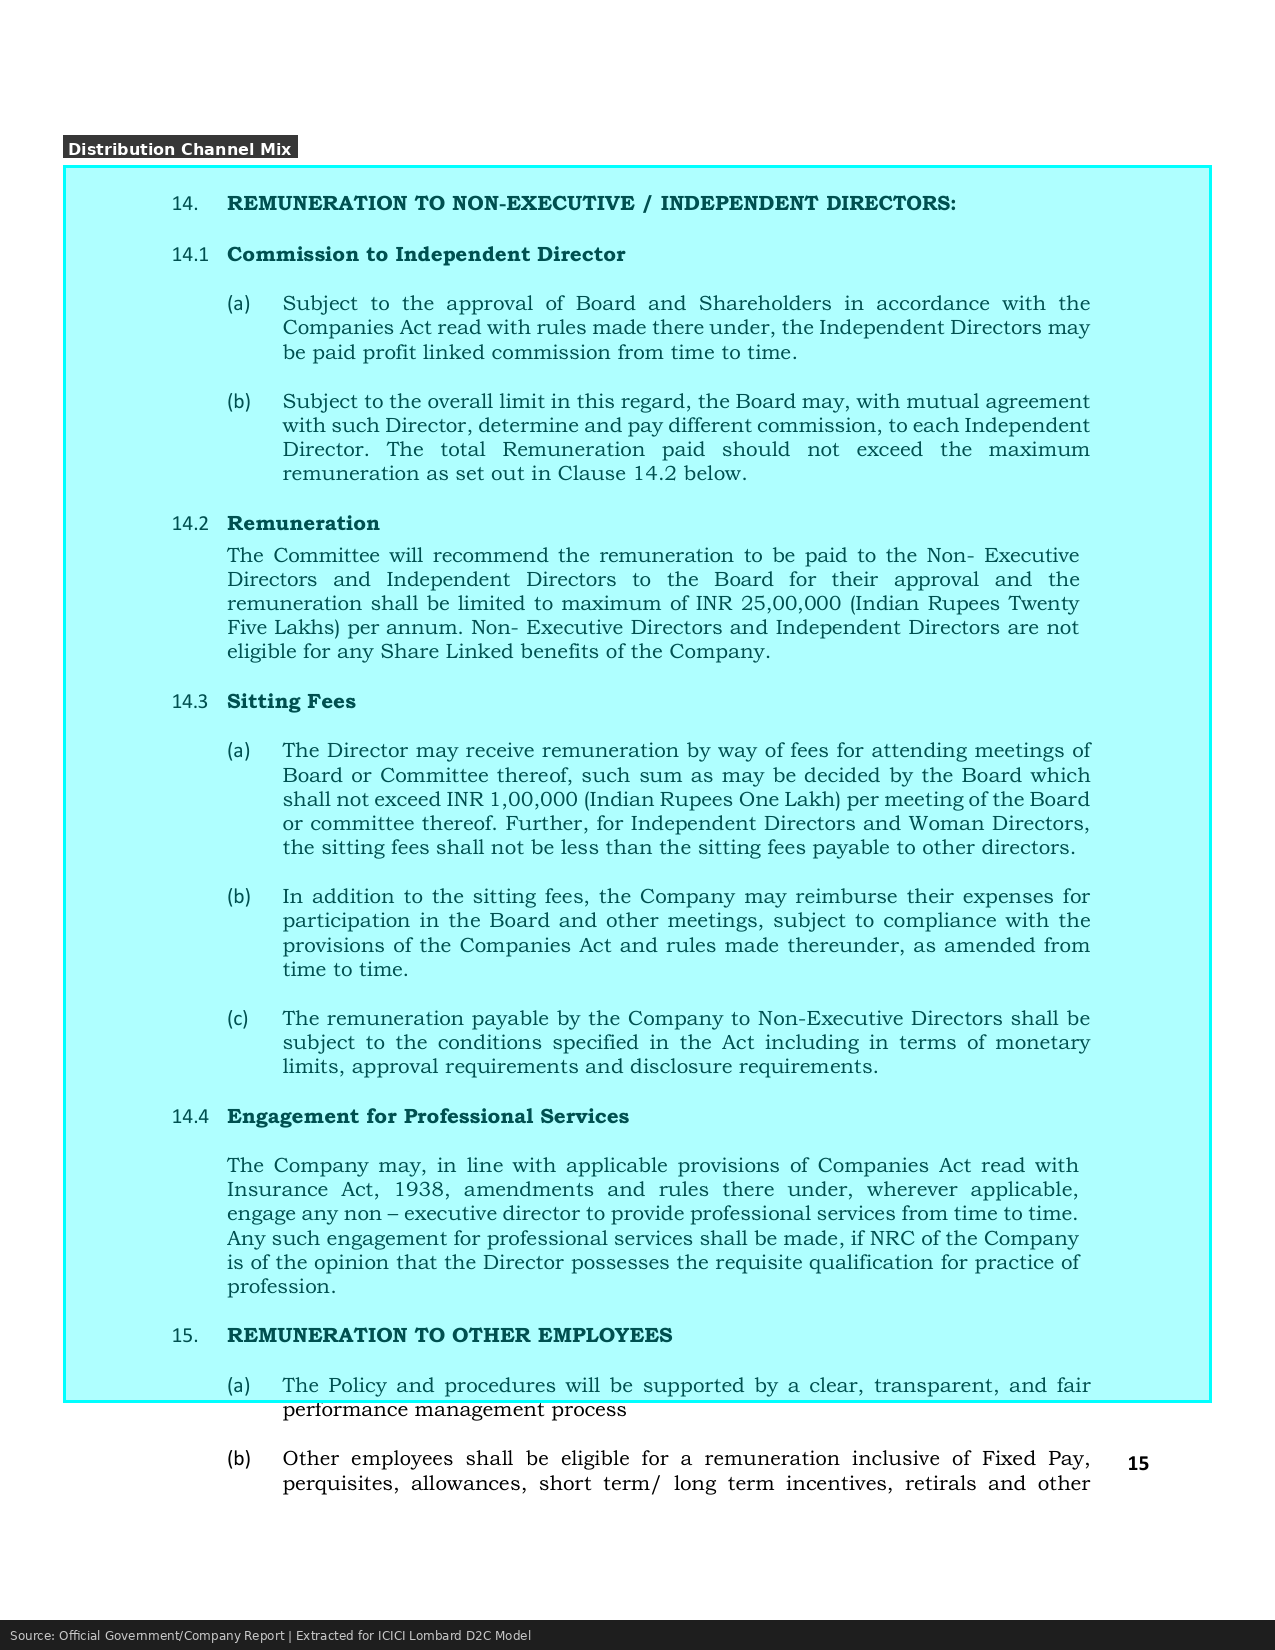 Distribution Channel Mix
14. REMUNERATION TO NON-EXECUTIVE / INDEPENDENT DIRECTORS:
14.1 Commission to Independent Director
(a) Subject to the approval of Board and Shareholders in accordance with the
Companies Act read with rules made there under, the Independent Directors may
be paid profit linked commission from time to time.
(b) Subject to the overall limit in this regard, the Board may, with mutual agreement
with such Director, determine and pay different commission, to each Independent
Director. The total Remuneration paid should not exceed the maximum
remuneration as set out in Clause 14.2 below.
14.2 Remuneration
The Committee will recommend the remuneration to be paid to the Non- Executive
Directors and Independent Directors to the Board for their approval and the
remuneration shall be limited to maximum of INR 25,00,000 (Indian Rupees Twenty
Five Lakhs) per annum. Non- Executive Directors and Independent Directors are not
eligible for any Share Linked benefits of the Company.
14.3 Sitting Fees
(a) The Director may receive remuneration by way of fees for attending meetings of
Board or Committee thereof, such sum as may be decided by the Board which
shall not exceed INR 1,00,000 (Indian Rupees One Lakh) per meeting of the Board
or committee thereof. Further, for Independent Directors and Woman Directors,
the sitting fees shall not be less than the sitting fees payable to other directors.
(b) In addition to the sitting fees, the Company may reimburse their expenses for
participation in the Board and other meetings, subject to compliance with the
provisions of the Companies Act and rules made thereunder, as amended from
time to time.
(c) The remuneration payable by the Company to Non-Executive Directors shall be
subject to the conditions specified in the Act including in terms of monetary
limits, approval requirements and disclosure requirements.
14.4 Engagement for Professional Services
The Company may, in line with applicable provisions of Companies Act read with
Insurance Act, 1938, amendments and rules there under, wherever applicable,
engage any non – executive director to provide professional services from time to time.
Any such engagement for professional services shall be made, if NRC of the Company
is of the opinion that the Director possesses the requisite qualification for practice of
profession.
15. REMUNERATION TO OTHER EMPLOYEES
(a) The Policy and procedures will be supported by a clear, transparent, and fair
performance management process
(b) Other employees shall be eligible for a remuneration inclusive of Fixed Pay,
perquisites, allowances, short term/ long term incentives, retirals and other
15
Source: Official Government/Company Report | Extracted for ICICI Lombard D2C Model